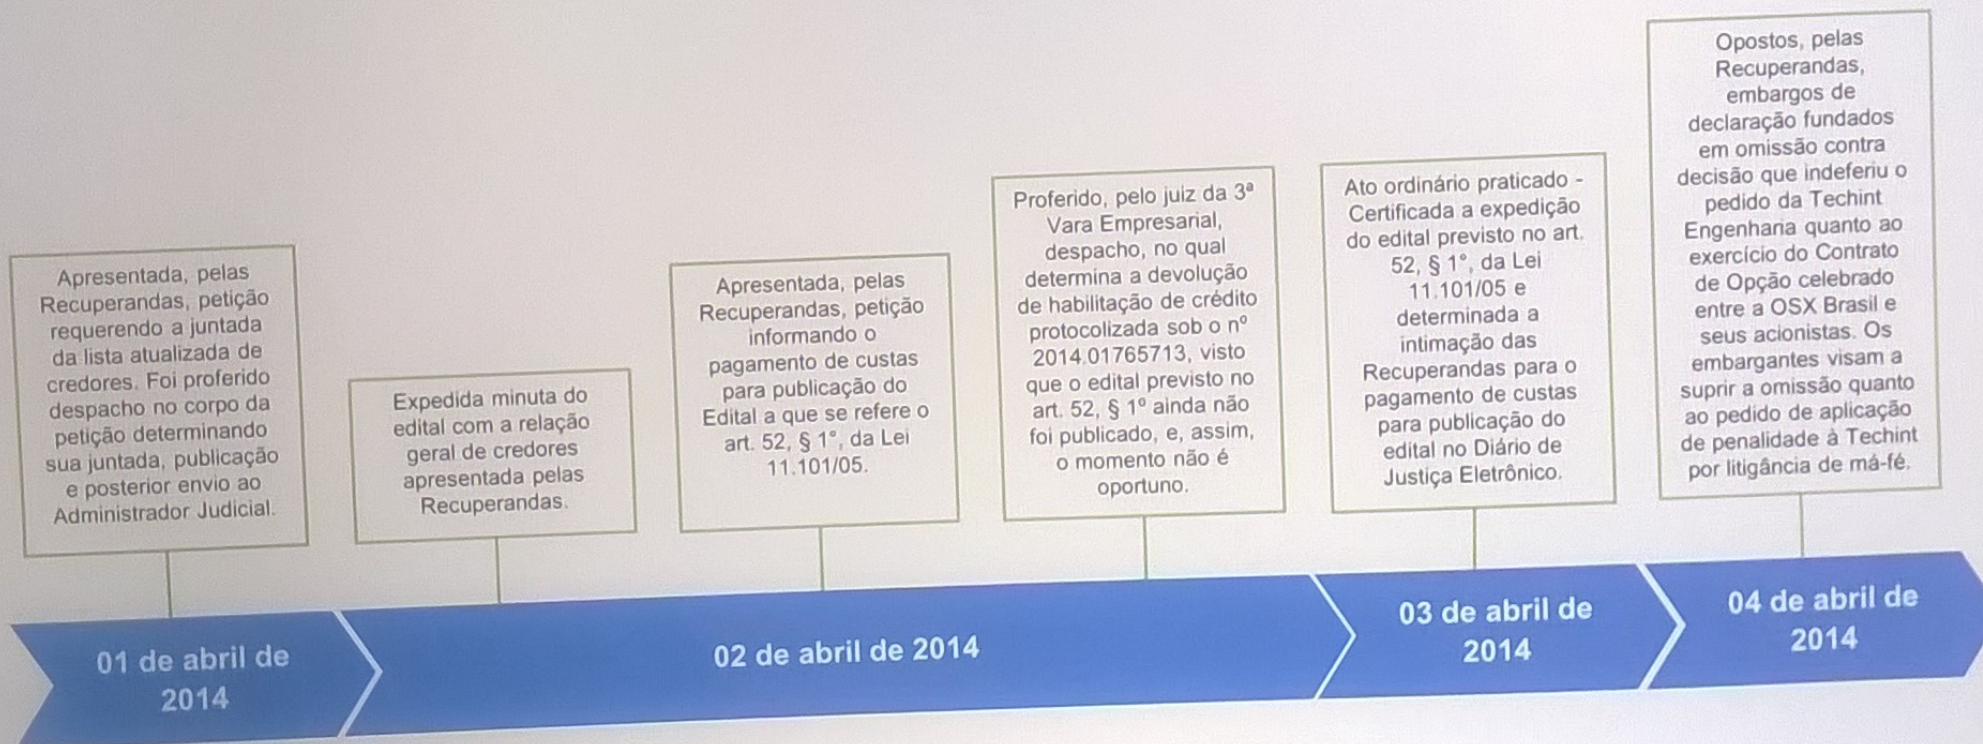 Apresentada, pelas
Recuperandas, petição
requerendo a juntada
da lista atualizada de
credores. Foi proferido
despacho no corpo da
petição determinando
sua juntada, publicação
e posterior envio ao
Administrador Judicial.
Expedida minuta do
edital com a relação
geral de credores
apresentada pelas
Recuperandas.
Apresentada, pelas
Recuperandas, petição
informando o
pagamento de custas
para publicação do
Edital a que se refere o
art. 52, § 1°, da Lei
11.101/05.
Proferido, pelo juiz da 3ª
Vara Empresarial,
despacho, no qual
determina a devolução
de habilitação de crédito
protocolizada sob o nº
2014.01765713, visto
que o edital previsto no
art. 52, § 1º ainda não
foi publicado, e, assim,
o momento não é
oportuno.
Ato ordinário praticado -
Certificada a expedição
do edital previsto no art.
52, § 1°, da Lei
11.101/05 e
determinada a
intimação das
Recuperandas para o
pagamento de custas
para publicação do
edital no Diário de
Justiça Eletrônico.
Opostos, pelas
Recuperandas,
embargos de
declaração fundados
em omissão contra
decisão que indeferiu o
pedido da Techint
Engenharia quanto ao
exercício do Contrato
de Opção celebrado
entre a OSX Brasil e
seus acionistas. Os
embargantes visam a
suprir a omissão quanto
ao pedido de aplicação
de penalidade à Techint
por litigância de má-fé.
01 de abril de
2014
02 de abril de 2014
03 de abril de
2014
04 de abril de
2014